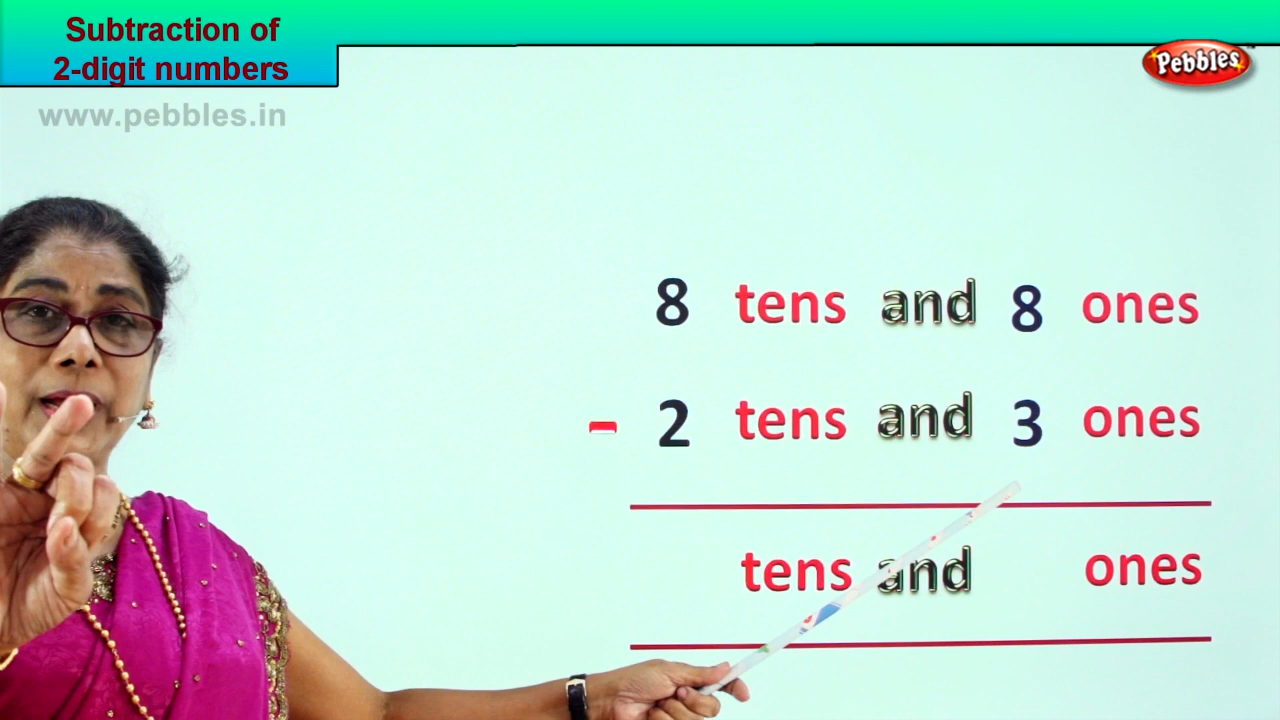 Subtraction of
2-digit numbers
Pebbles
www.pebbles.in
8 tens and 8 ones
- 2 tens and 3 ones
tens and ones